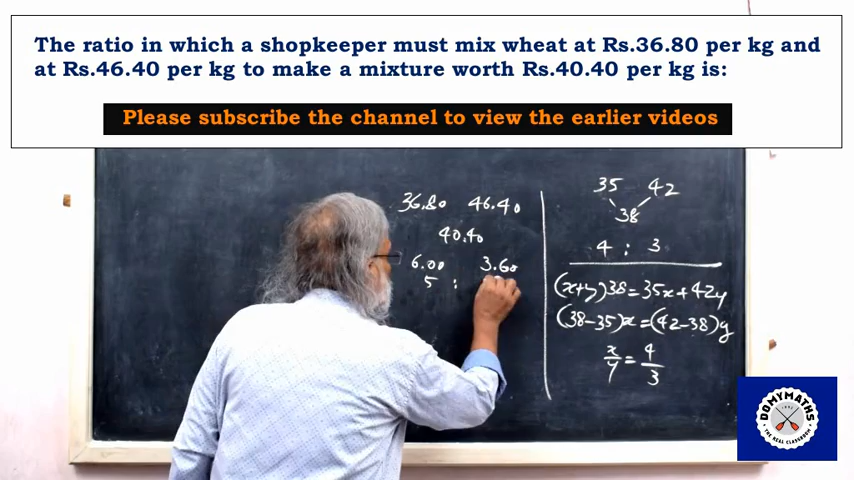 The ratio in which a shopkeeper must mix wheat at Rs.36.80 per kg and
at Rs.46.40 per kg to make a mixture worth Rs.40.40 per kg is:
Please subscribe the channel to view the earlier videos
36.80 46.40
40.40
6.00 3.60
5 :
35 42
38
4 : 3
(x+y)38=35x+42y
(38-35)x=(42-38)y
x/y=4/3
DOMYMATHS
THE REAL CLASSROOM